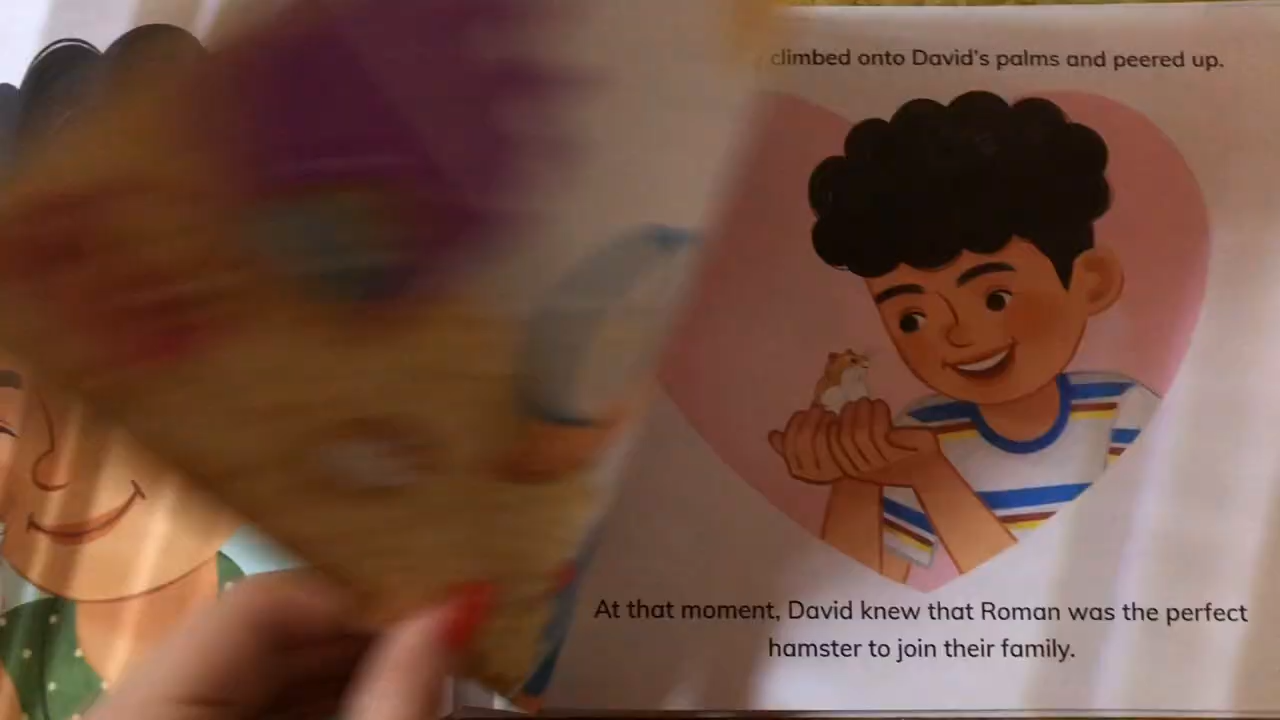 climbed onto David's palms and peered up.
At that moment, David knew that Roman was the perfect
hamster to join their family.